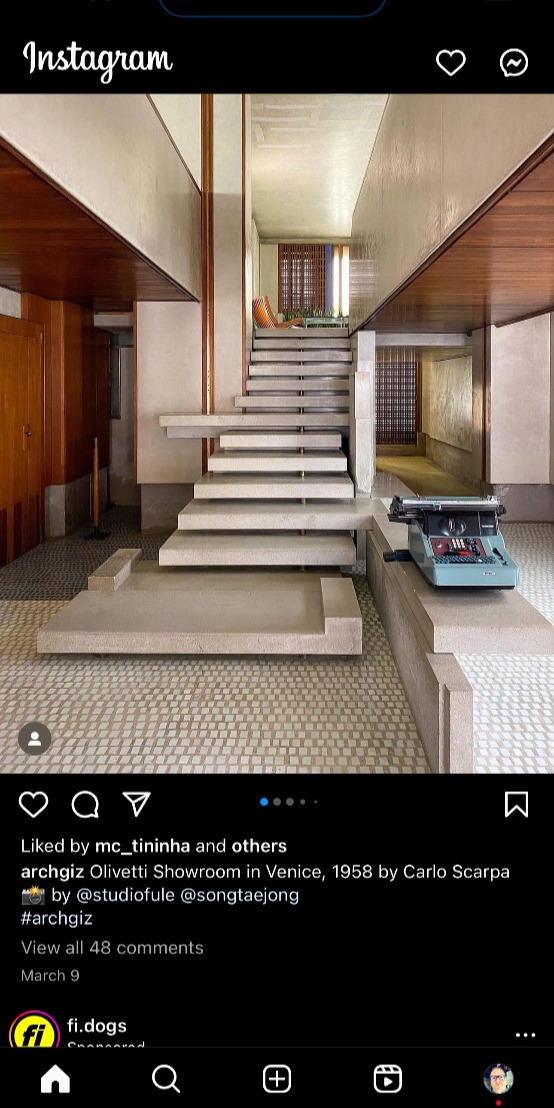 Instagram
Liked by mc_tininha and others
archgiz Olivetti Showroom in Venice, 1958 by Carlo Scarpa
📸 by @studiofule @songtaejong
#archgiz
View all 48 comments
March 9
fi
fi.dogs
Sponsored